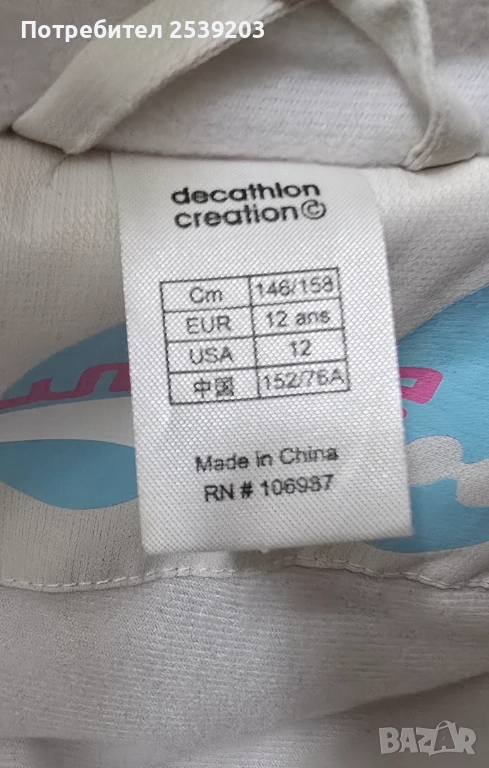 Потребител 2539203
decathlon
creation©
Cm 146/158
EUR 12 ans
USA 12
中国 152/76A
Made in China
RN # 106987
BAZAR